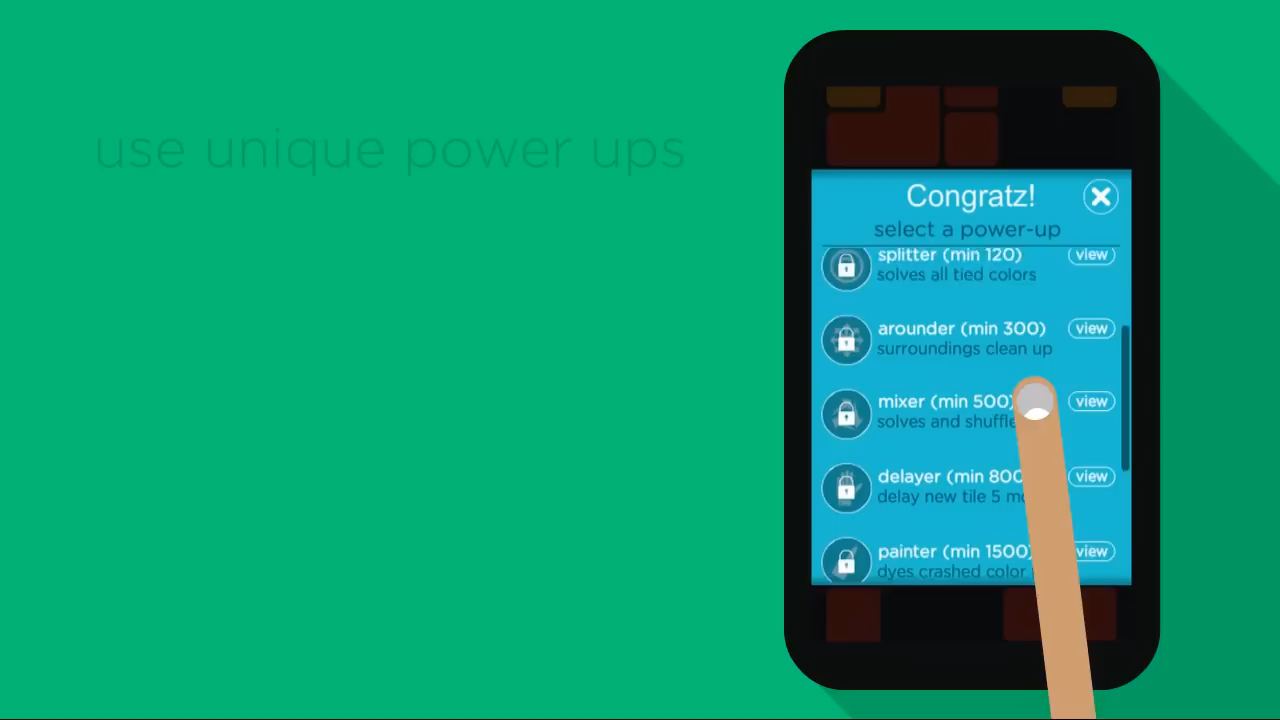 use unique power ups
Congratz!
select a power-up
splitter (min 120)
view
solves all tied colors
arounder (min 300)
view
surroundings clean up
mixer (min 500)
view
solves and shuffle
delayer (min 800
view
delay new tile 5
painter (min 1500)
view
dyes crashed color